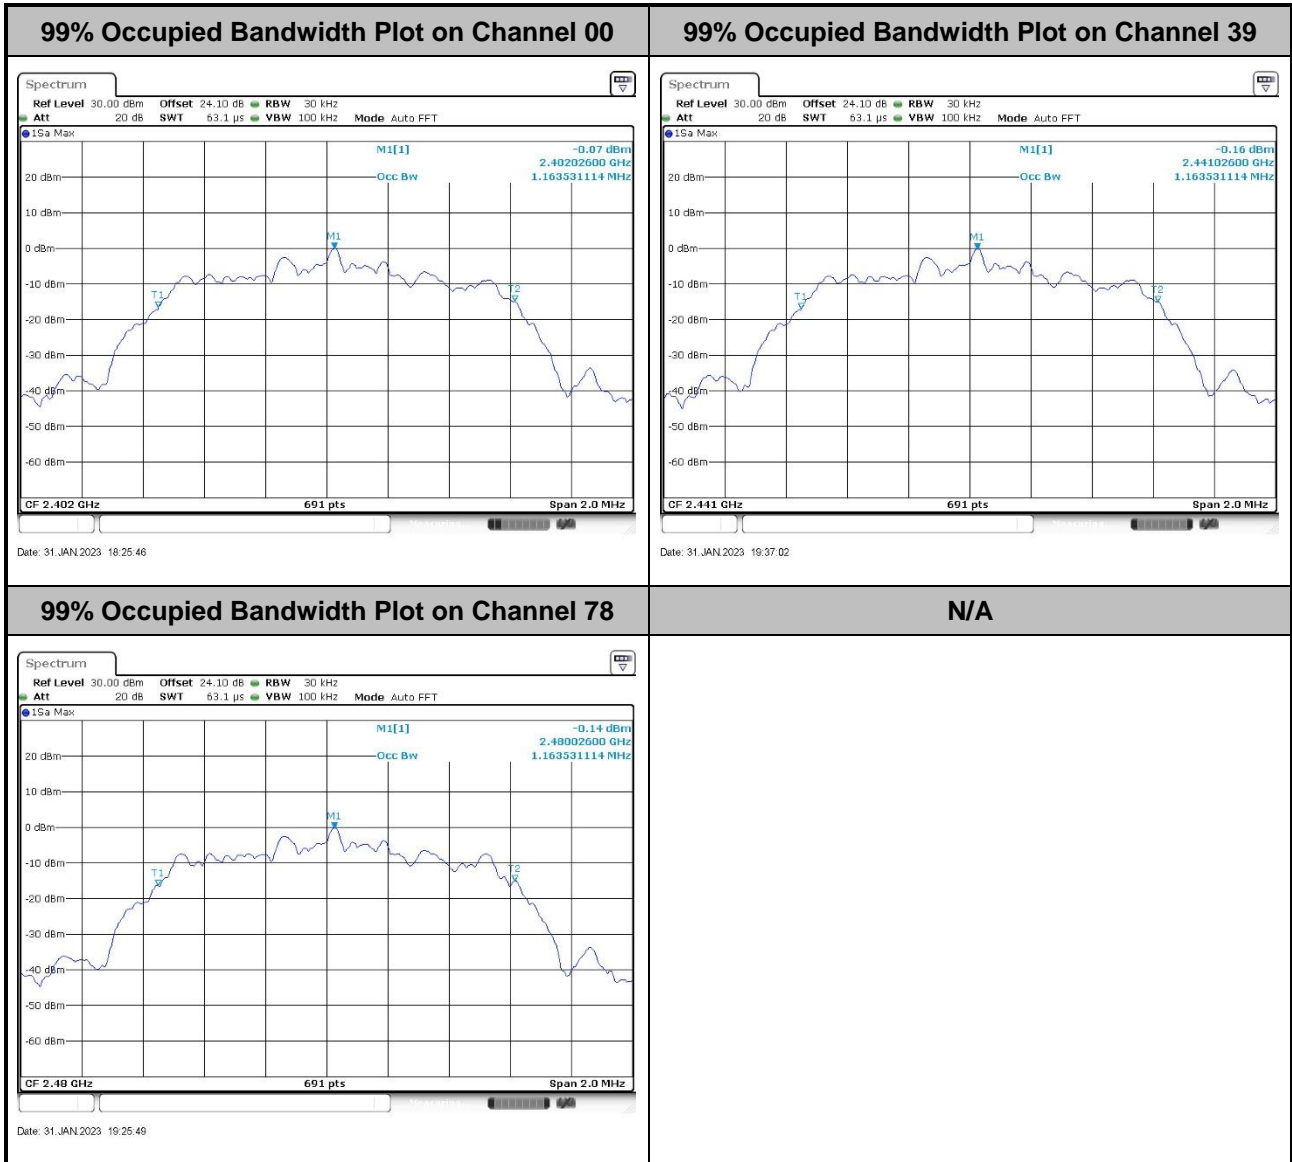 99% Occupied Bandwidth Plot on Channel 00
99% Occupied Bandwidth Plot on Channel 39
Spectrum
Ref Level 30.00 dBm Offset 24.10 dB RBW 30 kHz
Att 20 dB SWT 63.1 µs VBW 100 kHz Mode Auto FFT
1Sa Max
M1[1] -0.07 dBm
2.40202600 GHz
Occ Bw 1.163531114 MHz
20 dBm
10 dBm
M1
0 dBm
-10 dBm
T1
T2
-20 dBm
-30 dBm
-40 dBm
-50 dBm
-60 dBm
CF 2.402 GHz 691 pts Span 2.0 MHz
Date: 31.JAN.2023 18:25:46
Spectrum
Ref Level 30.00 dBm Offset 24.10 dB RBW 30 kHz
Att 20 dB SWT 63.1 µs VBW 100 kHz Mode Auto FFT
1Sa Max
M1[1] -0.16 dBm
2.44102600 GHz
Occ Bw 1.163531114 MHz
20 dBm
10 dBm
M1
0 dBm
-10 dBm
T1
T2
-20 dBm
-30 dBm
-40 dBm
-50 dBm
-60 dBm
CF 2.441 GHz 691 pts Span 2.0 MHz
Date: 31.JAN.2023 19:37:02
99% Occupied Bandwidth Plot on Channel 78
N/A
Spectrum
Ref Level 30.00 dBm Offset 24.10 dB RBW 30 kHz
Att 20 dB SWT 63.1 µs VBW 100 kHz Mode Auto FFT
1Sa Max
M1[1] -0.14 dBm
2.48002600 GHz
Occ Bw 1.163531114 MHz
20 dBm
10 dBm
M1
0 dBm
-10 dBm
T1
T2
-20 dBm
-30 dBm
-40 dBm
-50 dBm
-60 dBm
CF 2.48 GHz 691 pts Span 2.0 MHz
Date: 31.JAN.2023 19:25:49